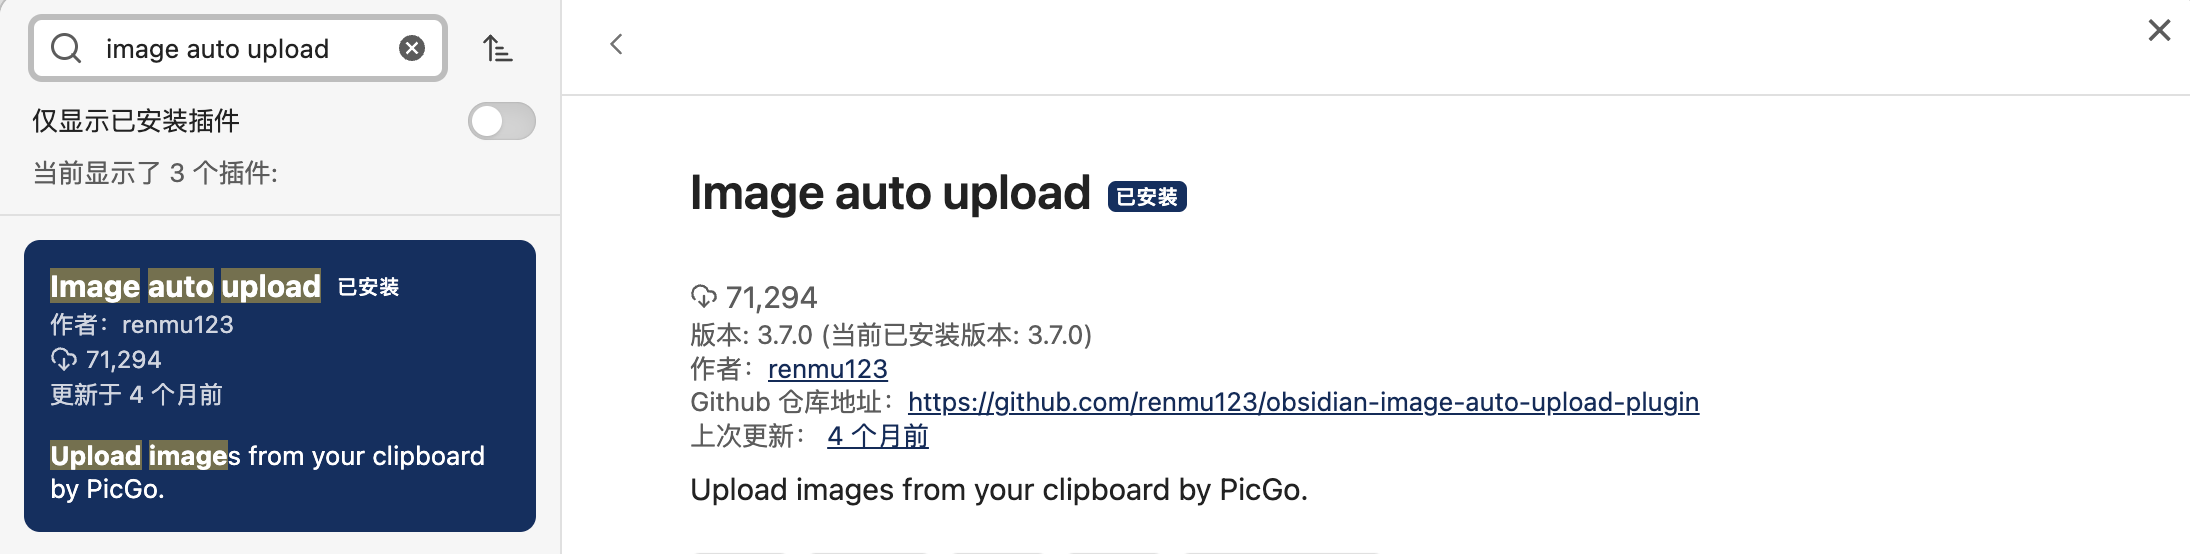 image auto upload
仅显示已安装插件
当前显示了 3 个插件:
Image auto upload 已安装
作者：renmu123
71,294
更新于 4 个月前
Upload images from your clipboard
by PicGo.
Image auto upload 已安装
71,294
版本: 3.7.0 (当前已安装版本: 3.7.0)
作者：renmu123
Github 仓库地址：https://github.com/renmu123/obsidian-image-auto-upload-plugin
上次更新：4 个月前
Upload images from your clipboard by PicGo.